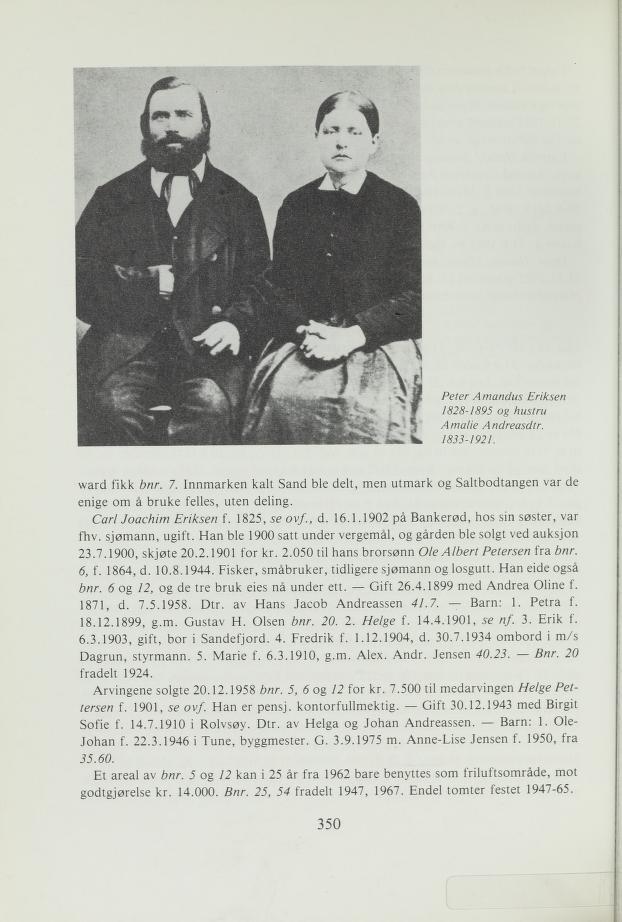 Peter Amandus Eriksen
1828-1895 og hustru
Amalie Andreasdtr.
1833-1921.
ward fikk bnr. 7. Innmarken kalt Sand ble delt, men utmark og Saltbodtangen var de
enige om å bruke felles, uten deling.
Carl Joachim Eriksen f. 1825, se ovf., d. 16.1.1902 på Bankerød, hos sin søster, var
fhv. sjømann, ugift. Han ble 1900 satt under vergemål, og gården ble solgt ved auksjon
23.7.1900, skjøte 20.2.1901 for kr. 2.050 til hans brorsønn Ole Albert Petersen fra bnr.
6, f. 1864, d. 10.8.1944. Fisker, småbruker, tidligere sjømann og losgutt. Han eide også
bnr. 6 og 12, og de tre bruk eies nå under ett. — Gift 26.4.1899 med Andrea Oline f.
1871, d. 7.5.1958. Dtr. av Hans Jacob Andreassen 41.7. — Barn: 1. Petra f.
18.12.1899, g.m. Gustav H. Olsen bnr. 20. 2. Helge f. 14.4.1901, se nf. 3. Erik f.
6.3.1903, gift, bor i Sandefjord. 4. Fredrik f. 1.12.1904, d. 30.7.1934 ombord i m/s
Dagrun, styrmann. 5. Marie f. 6.3.1910, g.m. Alex. Andr. Jensen 40.23. — Bnr. 20
fradelt 1924.
Arvingene solgte 20.12.1958 bnr. 5, 6 og 12 for kr. 7.500 til medarvingen Helge Pet-
tersen f. 1901, se ovf. Han er pensj. kontorfullmektig. — Gift 30.12.1943 med Birgit
Sofie f. 14.7.1910 i Rolvsøy. Dtr. av Helga og Johan Andreassen. — Barn: 1. Ole-
Johan f. 22.3.1946 i Tune, byggmester. G. 3.9.1975 m. Anne-Lise Jensen f. 1950, fra
35.60.
Et areal av bnr. 5 og 12 kan i 25 år fra 1962 bare benyttes som friluftsområde, mot
godtgjørelse kr. 14.000. Bnr. 25, 54 fradelt 1947, 1967. Endel tomter festet 1947-65.
350